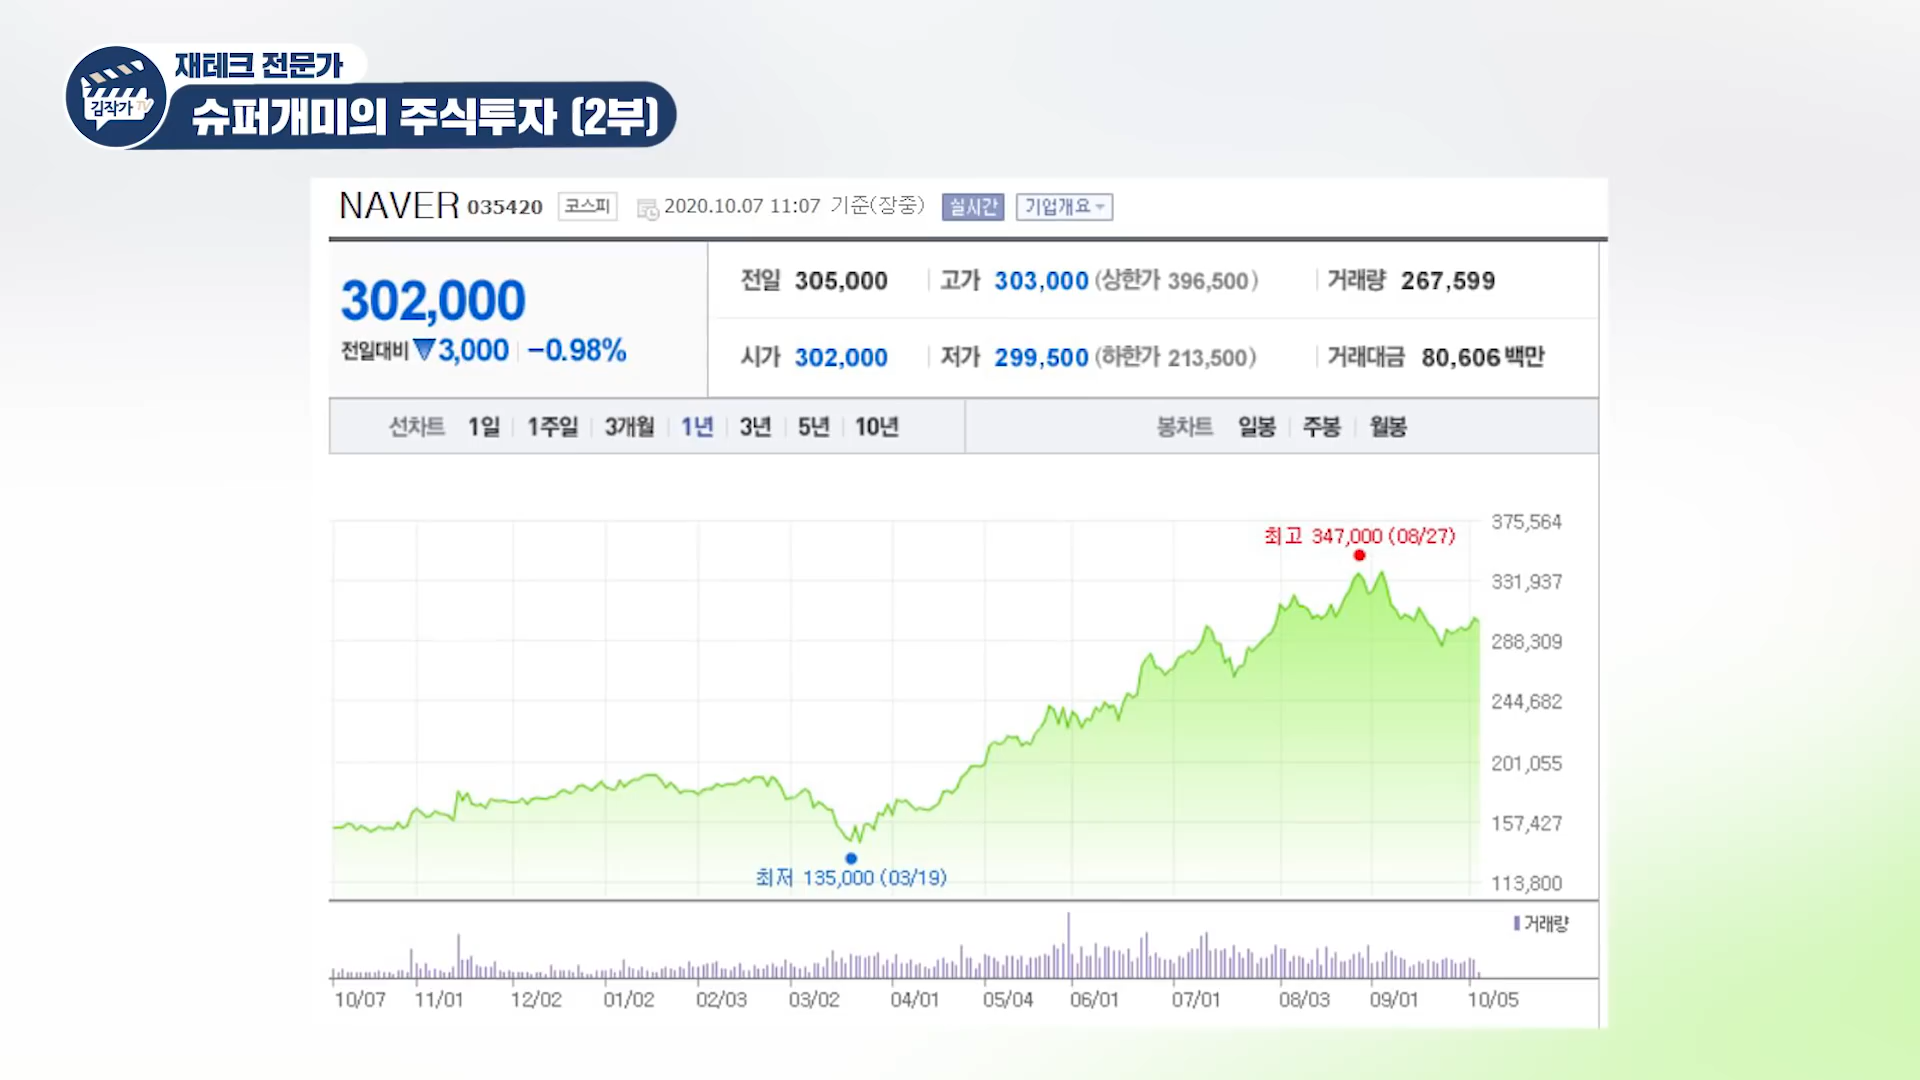 재테크 전문가
김작가 TV
슈퍼개미의 주식투자 (2부)
NAVER 035420 코스피 2020.10.07 11:07 기준(장중) 실시간 기업개요
302,000
전일대비 ▼3,000 -0.98%
전일 305,000 고가 303,000 (상한가 396,500) 거래량 267,599
시가 302,000 저가 299,500 (하한가 213,500) 거래대금 80,606 백만
선차트 1일 1주일 3개월 1년 3년 5년 10년 봉차트 일봉 주봉 월봉
375,564
최고 347,000 (08/27)
331,937
288,309
244,682
201,055
157,427
최저 135,000 (03/19)
113,800
거래량
10/07 11/01 12/02 01/02 02/03 03/02 04/01 05/04 06/01 07/01 08/03 09/01 10/05